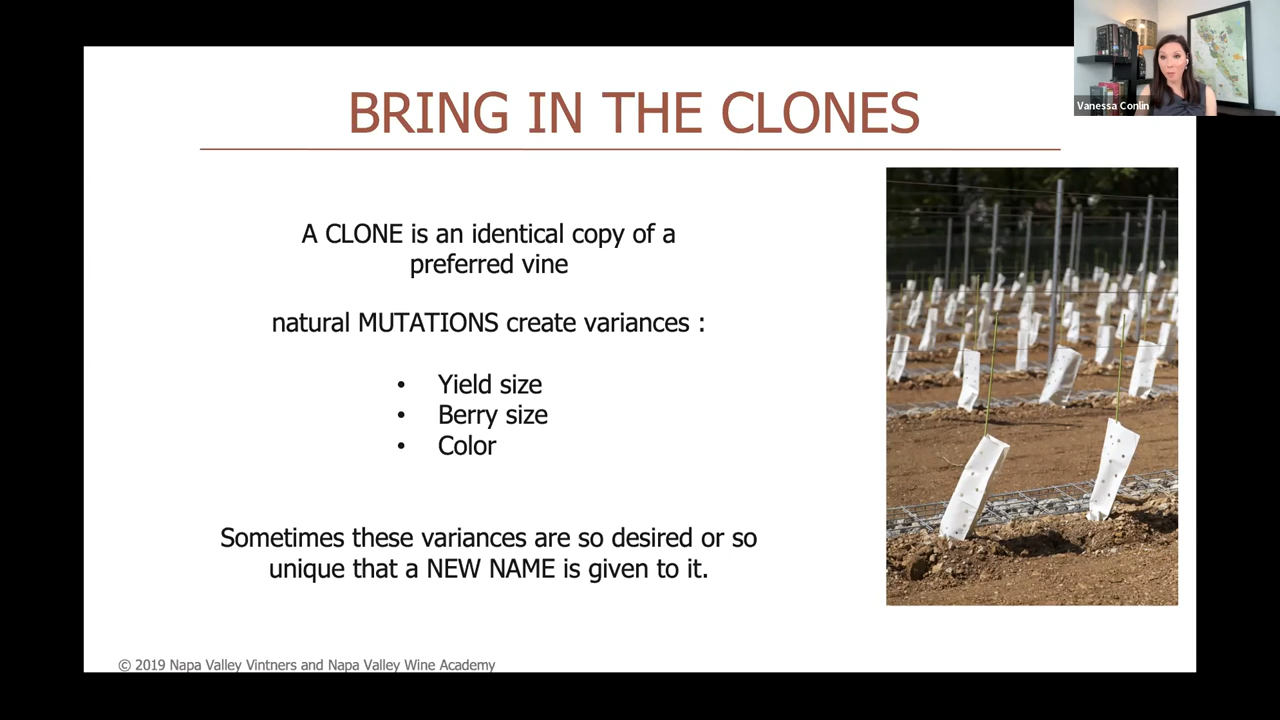 BRING IN THE CLONES
Vanessa Conlin
A CLONE is an identical copy of a
preferred vine
natural MUTATIONS create variances :
• Yield size
• Berry size
• Color
Sometimes these variances are so desired or so
unique that a NEW NAME is given to it.
© 2019 Napa Valley Vintners and Napa Valley Wine Academy